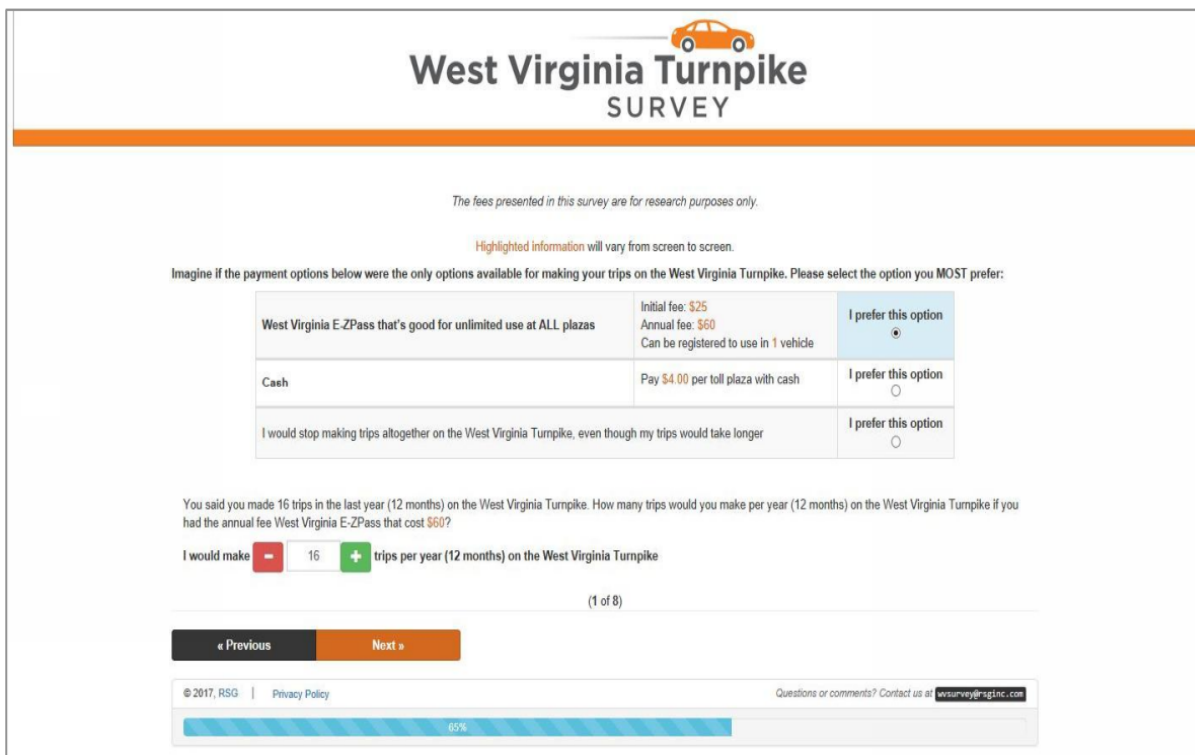 West Virginia Turnpike
SURVEY
The fees presented in this survey are for research purposes only.
Highlighted information will vary from screen to screen.
Imagine if the payment options below were the only options available for making your trips on the West Virginia Turnpike. Please select the option you MOST prefer:
West Virginia E-ZPass that's good for unlimited use at ALL plazas
Initial fee: $25
Annual fee: $60
Can be registered to use in 1 vehicle
I prefer this option
Cash
Pay $4.00 per toll plaza with cash
I prefer this option
I would stop making trips altogether on the West Virginia Turnpike, even though my trips would take longer
I prefer this option
You said you made 16 trips in the last year (12 months) on the West Virginia Turnpike. How many trips would you make per year (12 months) on the West Virginia Turnpike if you
had the annual fee West Virginia E-ZPass that cost $60?
I would make - 16 + trips per year (12 months) on the West Virginia Turnpike
(1 of 8)
« Previous Next »
© 2017, RSG | Privacy Policy Questions or comments? Contact us at wvsurvey@rsginc.com
65%